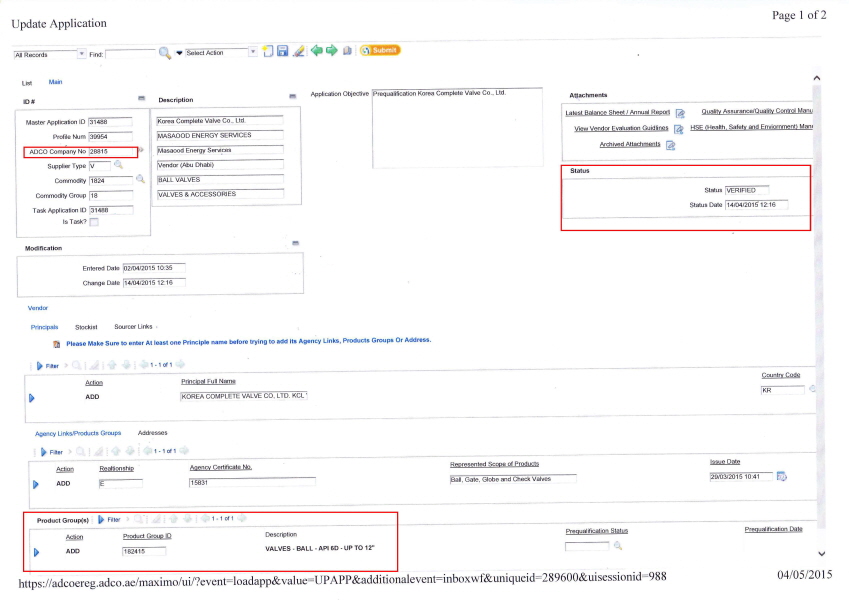 Update Application
Page 1 of 2
All Records Find: Select Action Submit
List Main
ID #
Master Application ID 31488
Profile Num 39954
ADCO Company No 28815
Supplier Type V
Commodity 1824
Commodity Group 18
Task Application ID 31488
Is Task?
Description
Korea Complete Valve Co., Ltd.
MASAOOD ENERGY SERVICES
Masaood Energy Services
Vendor (Abu Dhabi)
BALL VALVES
VALVES & ACCESSORIES
Application Objective Prequalification Korea Complete Valve Co., Ltd.
Attachments
Latest Balance Sheet / Annual Report Quality Assurance/Quality Control Manu
View Vendor Evaluation Guidlines HSE (Health, Safety and Enviornment) Man
Archived Attachments
Status
Status VERIFIED
Status Date 14/04/2015 12:16
Modification
Entered Date 02/04/2015 10:35
Change Date 14/04/2015 12:16
Vendor
Principals Stockist Sourcer Links
Please Make Sure to enter At least one Principle name before trying to add its Agency Links, Products Groups Or Address.
Filter 1 - 1 of 1
Action Principal Full Name Country Code
ADD KOREA COMPLETE VALVE CO, LTD. KCL KR
Agency Links/Products Groups Addresses
Filter 1 - 1 of 1
Action Realtionship Agency Certificate No. Represented Scope of Products Issue Date
ADD E 15831 Ball, Gate, Globe and Check Valves 29/03/2015 10:41
Product Group(s) Filter 1 - 1 of 1
Action Product Group ID Description Prequalification Status Prequalification Date
ADD 182415 VALVES - BALL - API 6D - UP TO 12"
https://adcoereg.adco.ae/maximo/ui/?event=loadapp&value=UPAPP&additionalevent=inboxwf&uniqueid=289600&uisessionid=988
04/05/2015